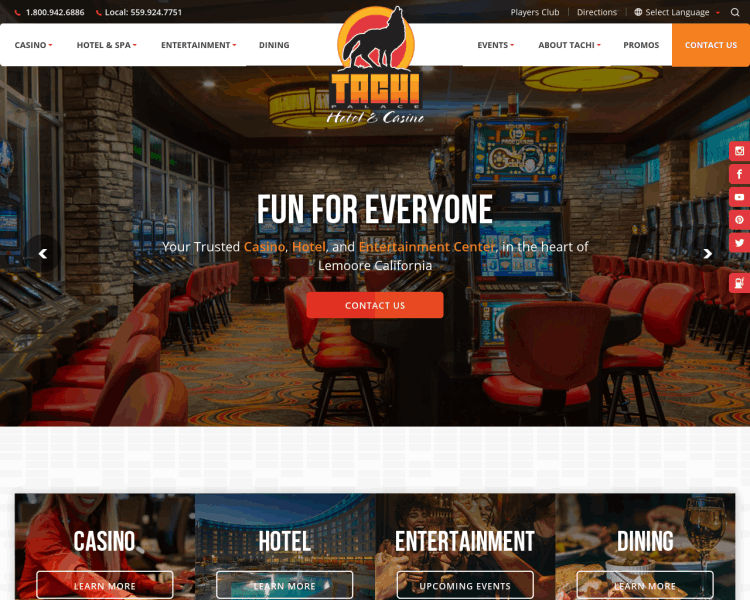 1.800.942.6886 Local: 559.924.7751
Players Club Directions Select Language
CASINO HOTEL & SPA ENTERTAINMENT DINING
EVENTS ABOUT TACHI PROMOS CONTACT US
TACHI
PALACE
Hotel & Casino
FUN FOR EVERYONE
Your Trusted Casino, Hotel, and Entertainment Center, in the heart of
Lemoore California
CONTACT US
CASINO HOTEL ENTERTAINMENT DINING
LEARN MORE LEARN MORE UPCOMING EVENTS LEARN MORE